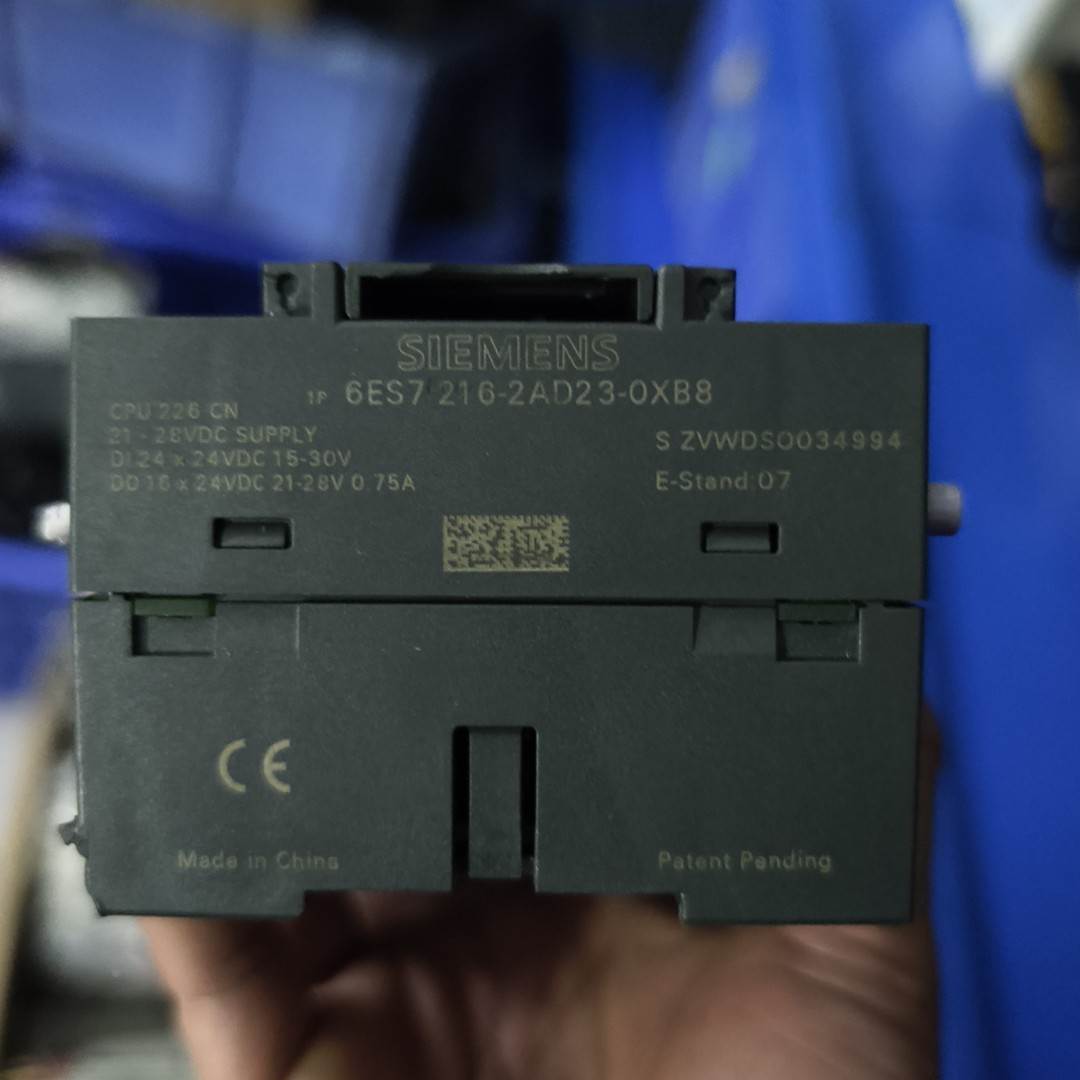 SIEMENS
1P 6ES7 216-2AD23-0XB8
CPU 226 CN
21 - 28VDC SUPPLY
DI 24 x 24VDC 15-30V
DO 16 x 24VDC 21-28V 0.75A
S ZVWDS0034994
E-Stand:07
CE
Made in China
Patent Pending